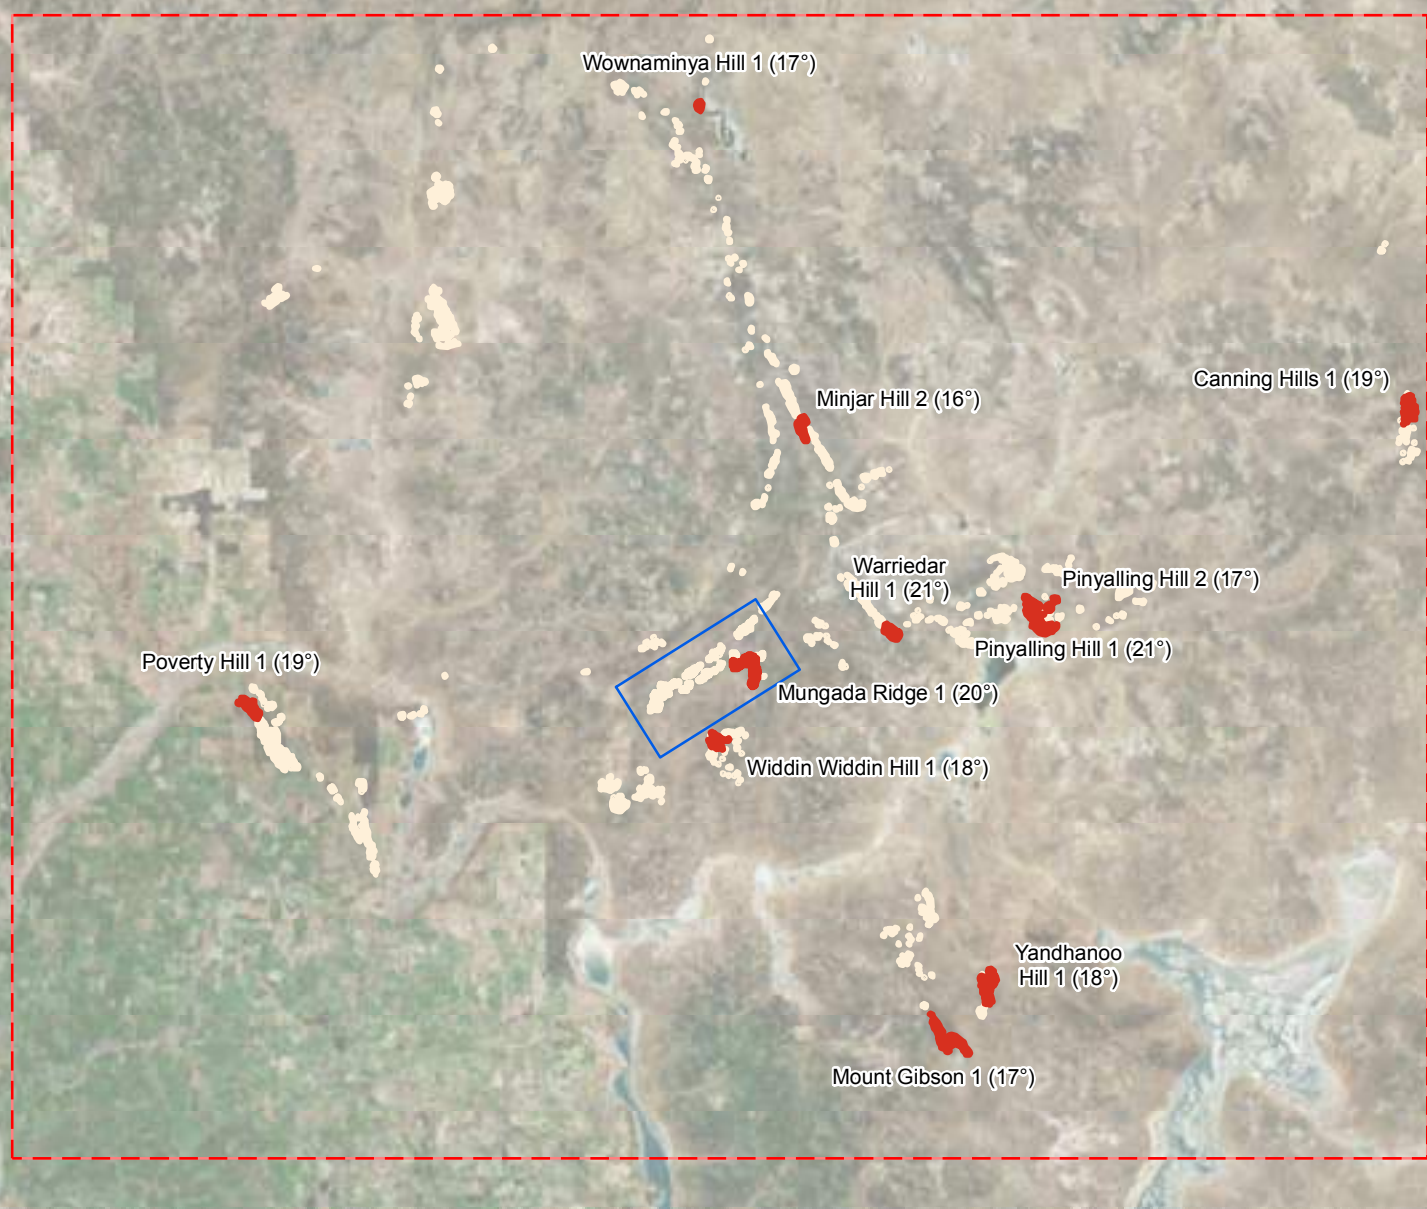 Wownaminya Hill 1 (17°)
Canning Hills 1 (19°)
Minjar Hill 2 (16°)
Warriedar
Hill 1 (21°)
Pinyalling Hill 2 (17°)
Pinyalling Hill 1 (21°)
Poverty Hill 1 (19°)
Mungada Ridge 1 (20°)
Widdin Widdin Hill 1 (18°)
Yandhanoo
Hill 1 (18°)
Mount Gibson 1 (17°)